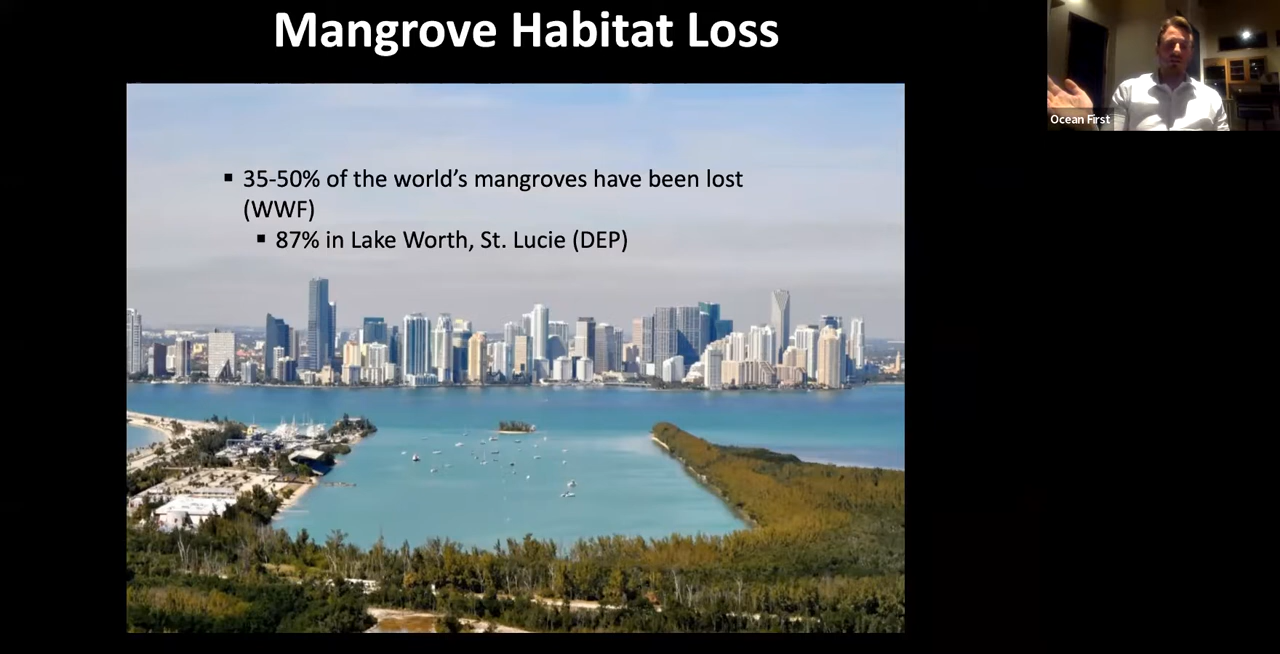 Mangrove Habitat Loss
Ocean First
▪ 35-50% of the world's mangroves have been lost
(WWF)
▪ 87% in Lake Worth, St. Lucie (DEP)